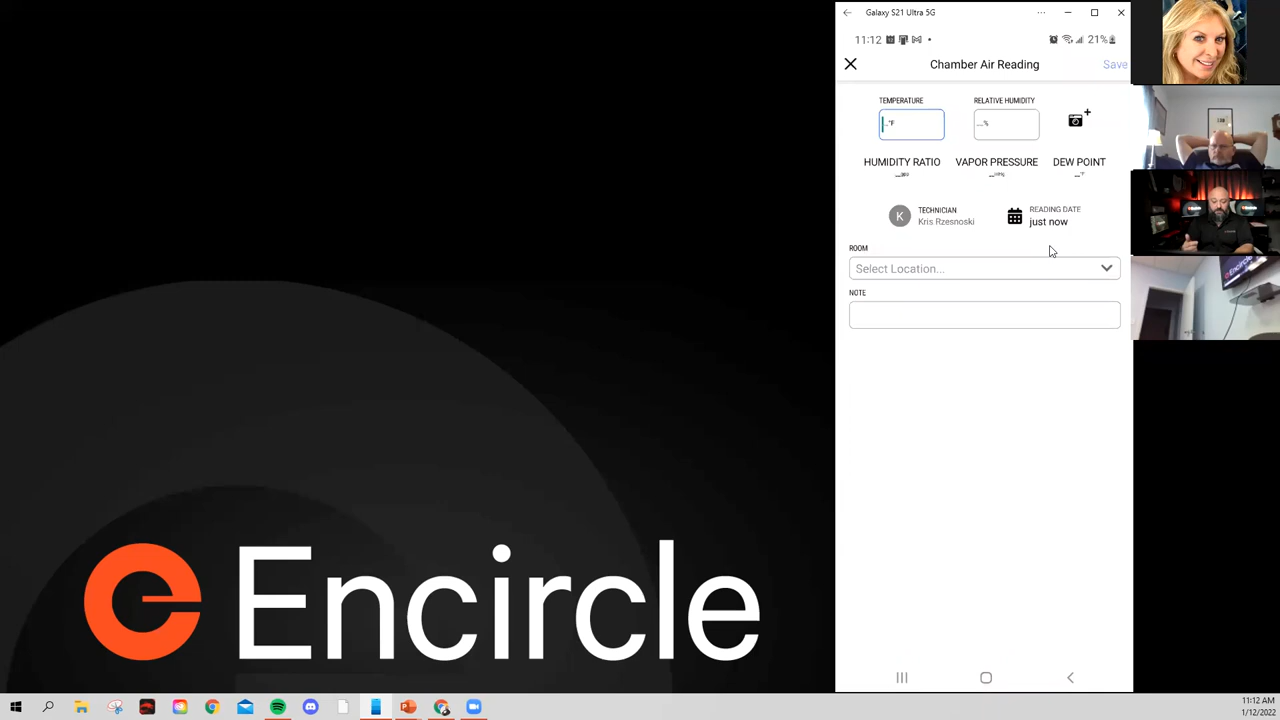 Galaxy S21 Ultra 5G
11:12
21%
Chamber Air Reading
Save
TEMPERATURE
RELATIVE HUMIDITY
°F
%
HUMIDITY RATIO
VAPOR PRESSURE
DEW POINT
TECHNICIAN
READING DATE
K
Kris Rzesnoski
just now
ROOM
Select Location...
NOTE
Encircle
11:12 AM
1/12/2022